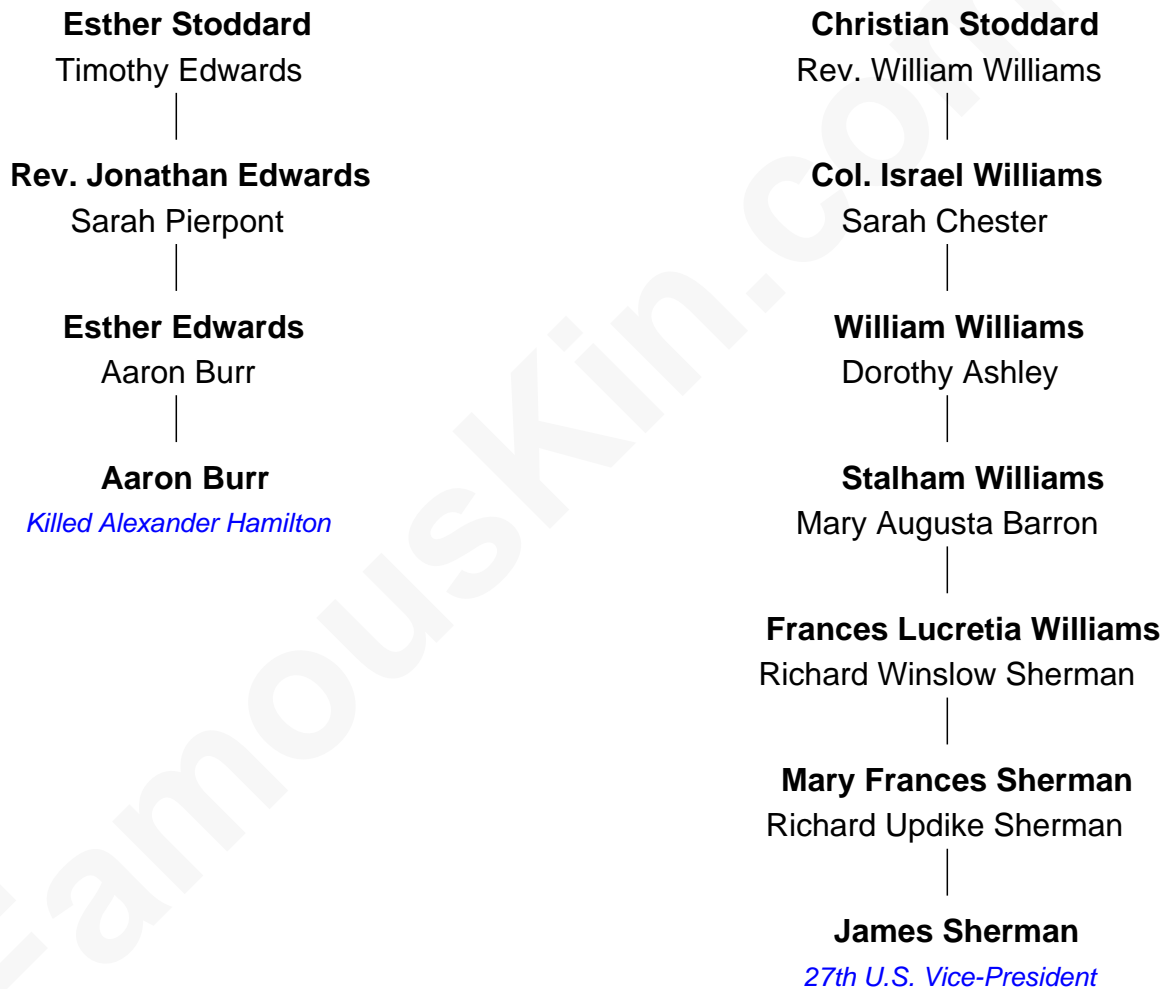 Esther Stoddard
Timothy Edwards
Rev. Jonathan Edwards
Sarah Pierpont
Esther Edwards
Aaron Burr
Aaron Burr
Killed Alexander Hamilton
Christian Stoddard
Rev. William Williams
Col. Israel Williams
Sarah Chester
William Williams
Dorothy Ashley
Stalham Williams
Mary Augusta Barron
Frances Lucretia Williams
Richard Winslow Sherman
Mary Frances Sherman
Richard Updike Sherman
James Sherman
27th U.S. Vice-President
FamousKin.com